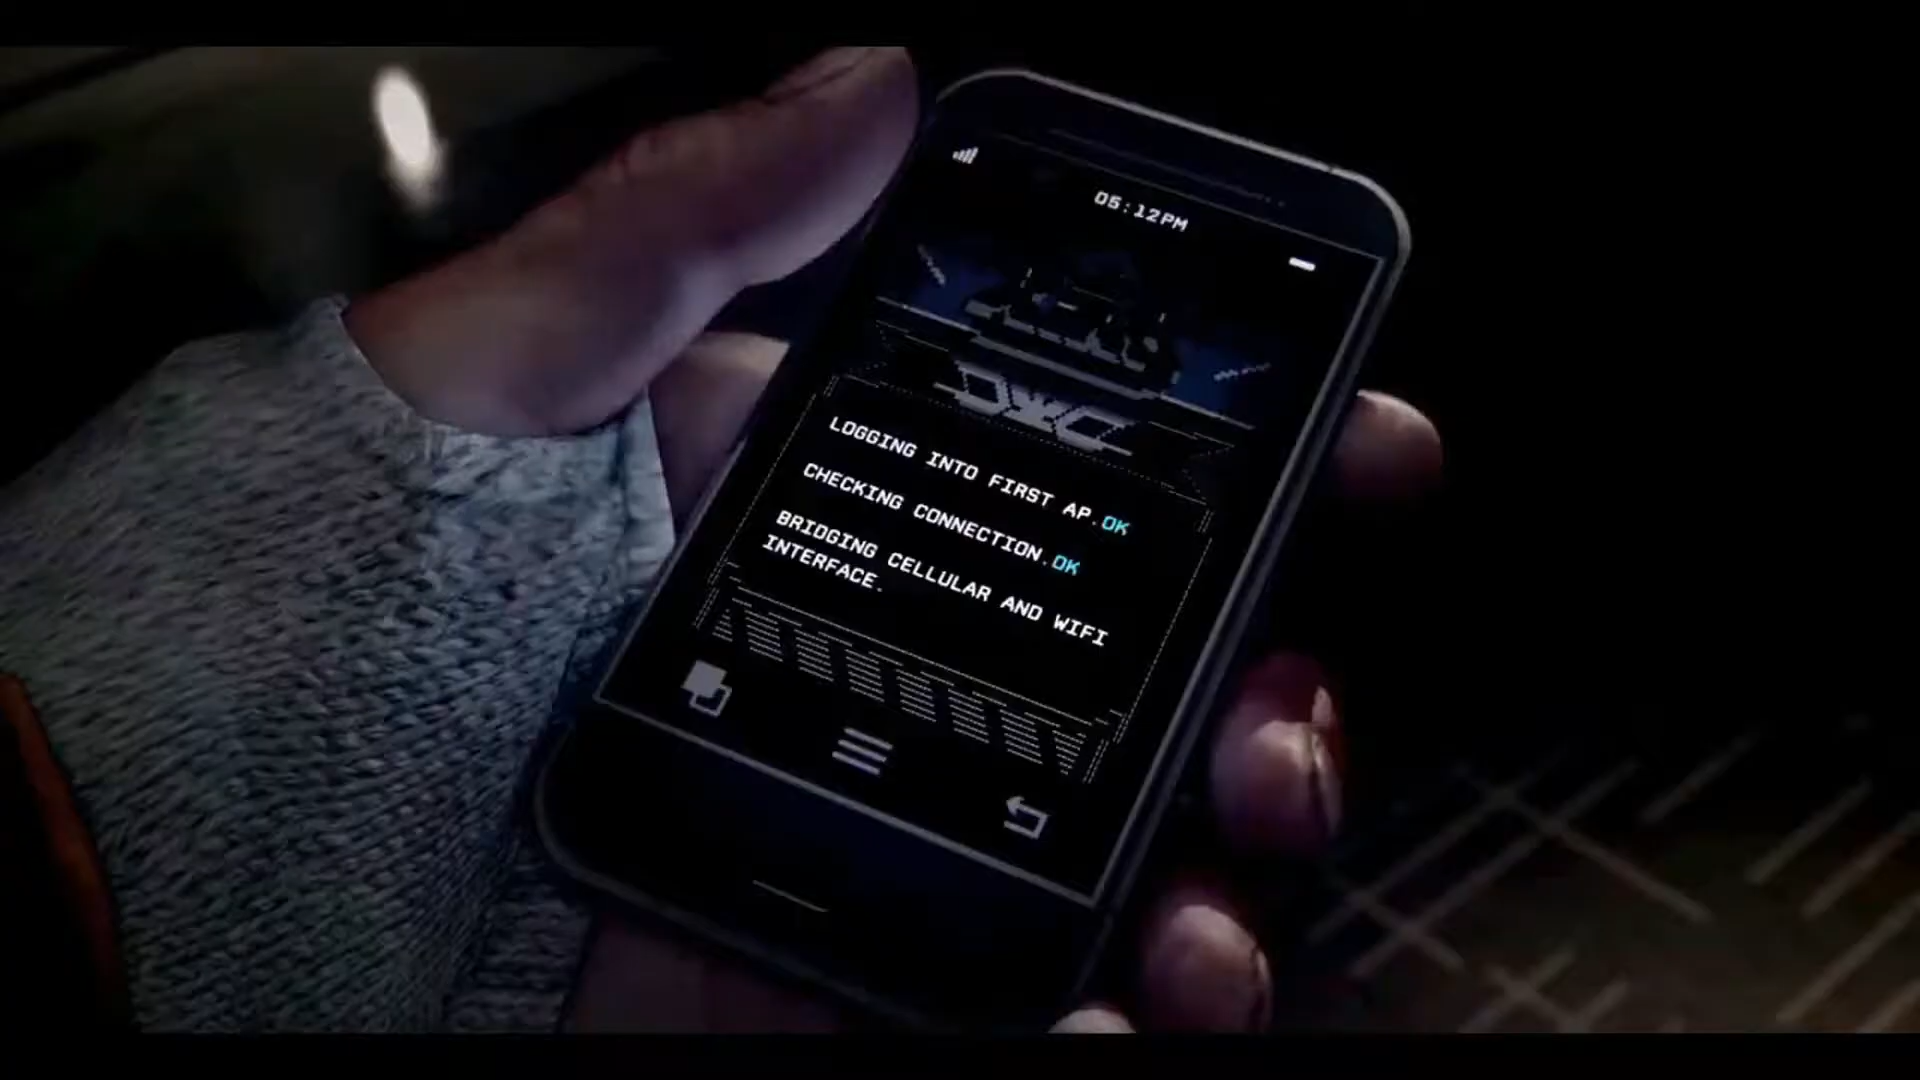 05:12PM
LOGGING INTO FIRST AP.OK
CHECKING CONNECTION.OK
BRIDGING CELLULAR AND WIFI
INTERFACE.